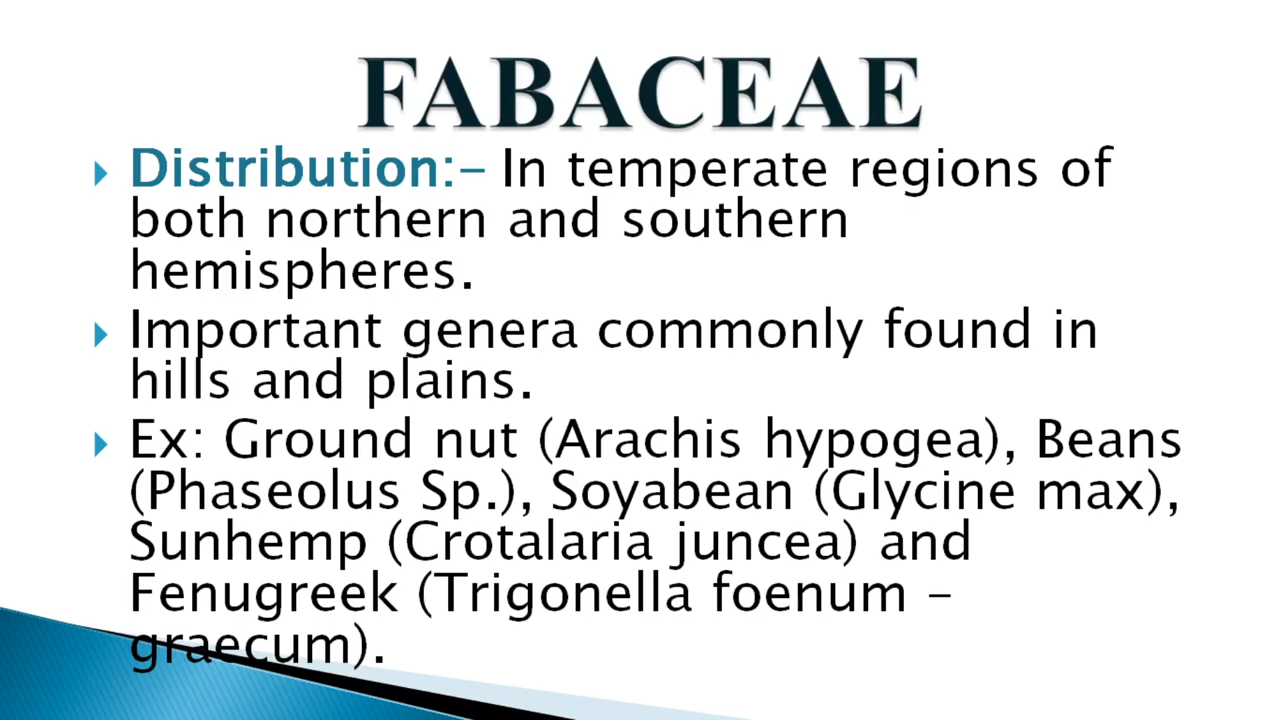 FABACEAE
Distribution:- In temperate regions of
both northern and southern
hemispheres.
Important genera commonly found in
hills and plains.
Ex: Ground nut (Arachis hypogea), Beans
(Phaseolus Sp.), Soyabean (Glycine max),
Sunhemp (Crotalaria juncea) and
Fenugreek (Trigonella foenum -
graecum).